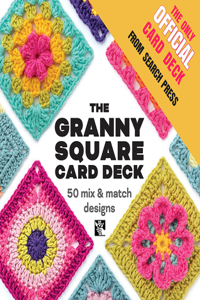 THE ONLY
OFFICIAL
CARD DECK
FROM SEARCH PRESS
THE
GRANNY
SQUARE
CARD DECK
50 mix & match
designs